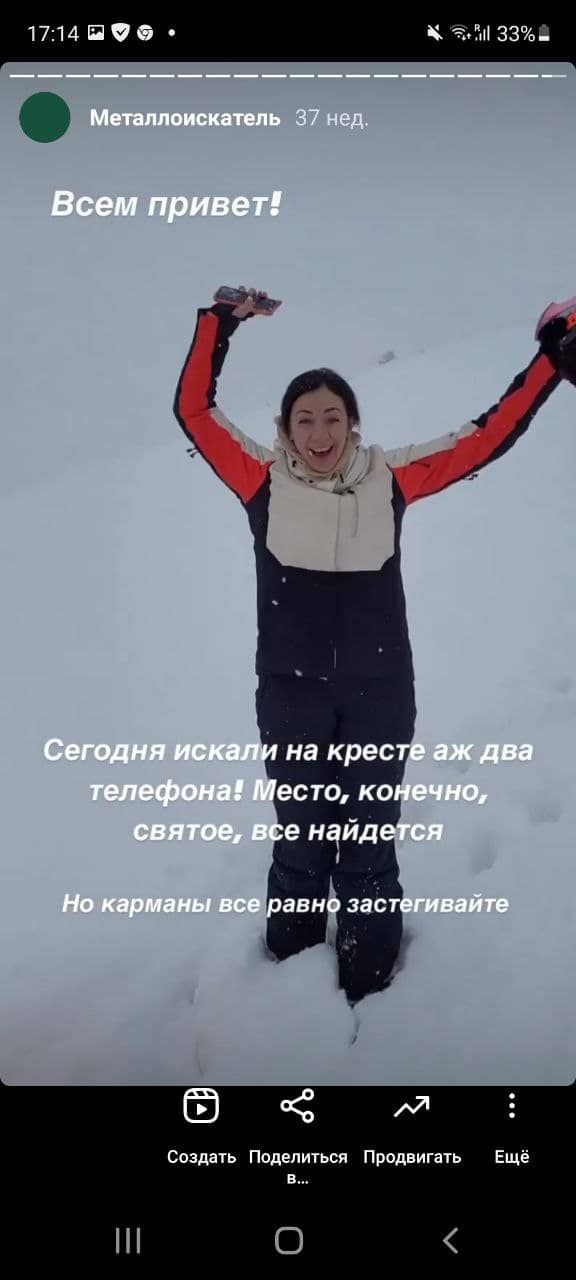 17:14 33%
Металлоискатель 37 нед.
Всем привет!
Сегодня искали на кресте аж два
телефона! Место, конечно,
святое, все найдется
Но карманы все равно застегивайте
Создать Поделиться в... Продвигать Ещё